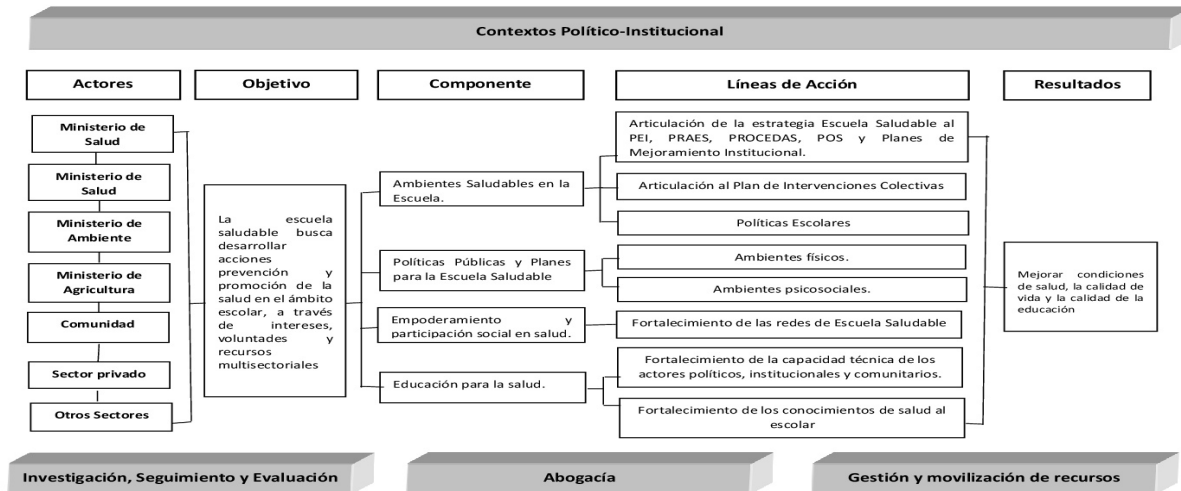 Contextos Político-Institucional
Actores
Objetivo
Componente
Líneas de Acción
Resultados
Ministerio de
Salud
Ministerio de
Salud
Ministerio de
Ambiente
Ministerio de
Agricultura
Comunidad
Sector privado
Otros Sectores
La escuela
saludable busca
desarrollar
acciones
prevención y
promoción de la
salud en el ámbito
escolar, a través
de intereses,
voluntades y
recursos
multisectoriales
Ambientes Saludables en la
Escuela.
Políticas Públicas y Planes
para la Escuela Saludable
Empoderamiento y
participación social en salud.
Educación para la salud.
Articulación de la estrategia Escuela Saludable al
PEI, PRAES, PROCEDAS, POS y Planes de
Mejoramiento Institucional.
Articulación al Plan de Intervenciones Colectivas
Políticas Escolares
Ambientes físicos.
Ambientes psicosociales.
Fortalecimiento de las redes de Escuela Saludable
Fortalecimiento de la capacidad técnica de los
actores políticos, institucionales y comunitarios.
Fortalecimiento de los conocimientos de salud al
escolar
Mejorar condiciones
de salud, la calidad de
vida y la calidad de la
educación
Investigación, Seguimiento y Evaluación
Abogacía
Gestión y movilización de recursos